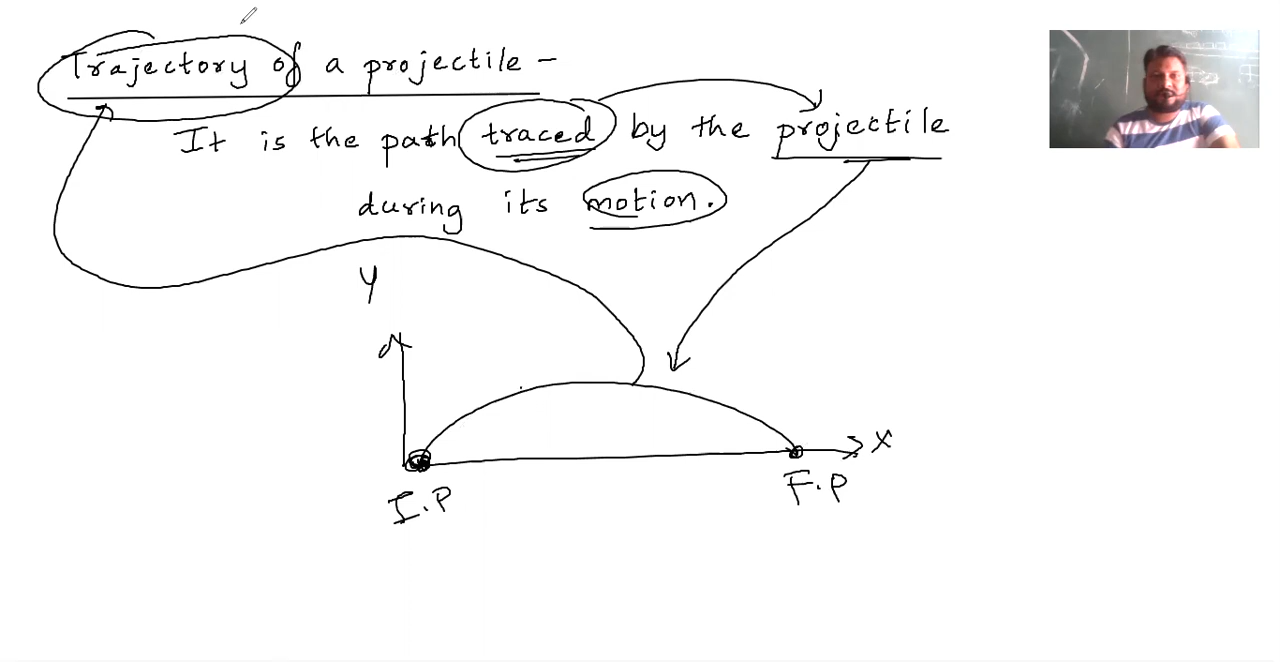 Trajectory of a projectile -
It is the path traced by the projectile
during its motion.
Y
X
I.P
F.P